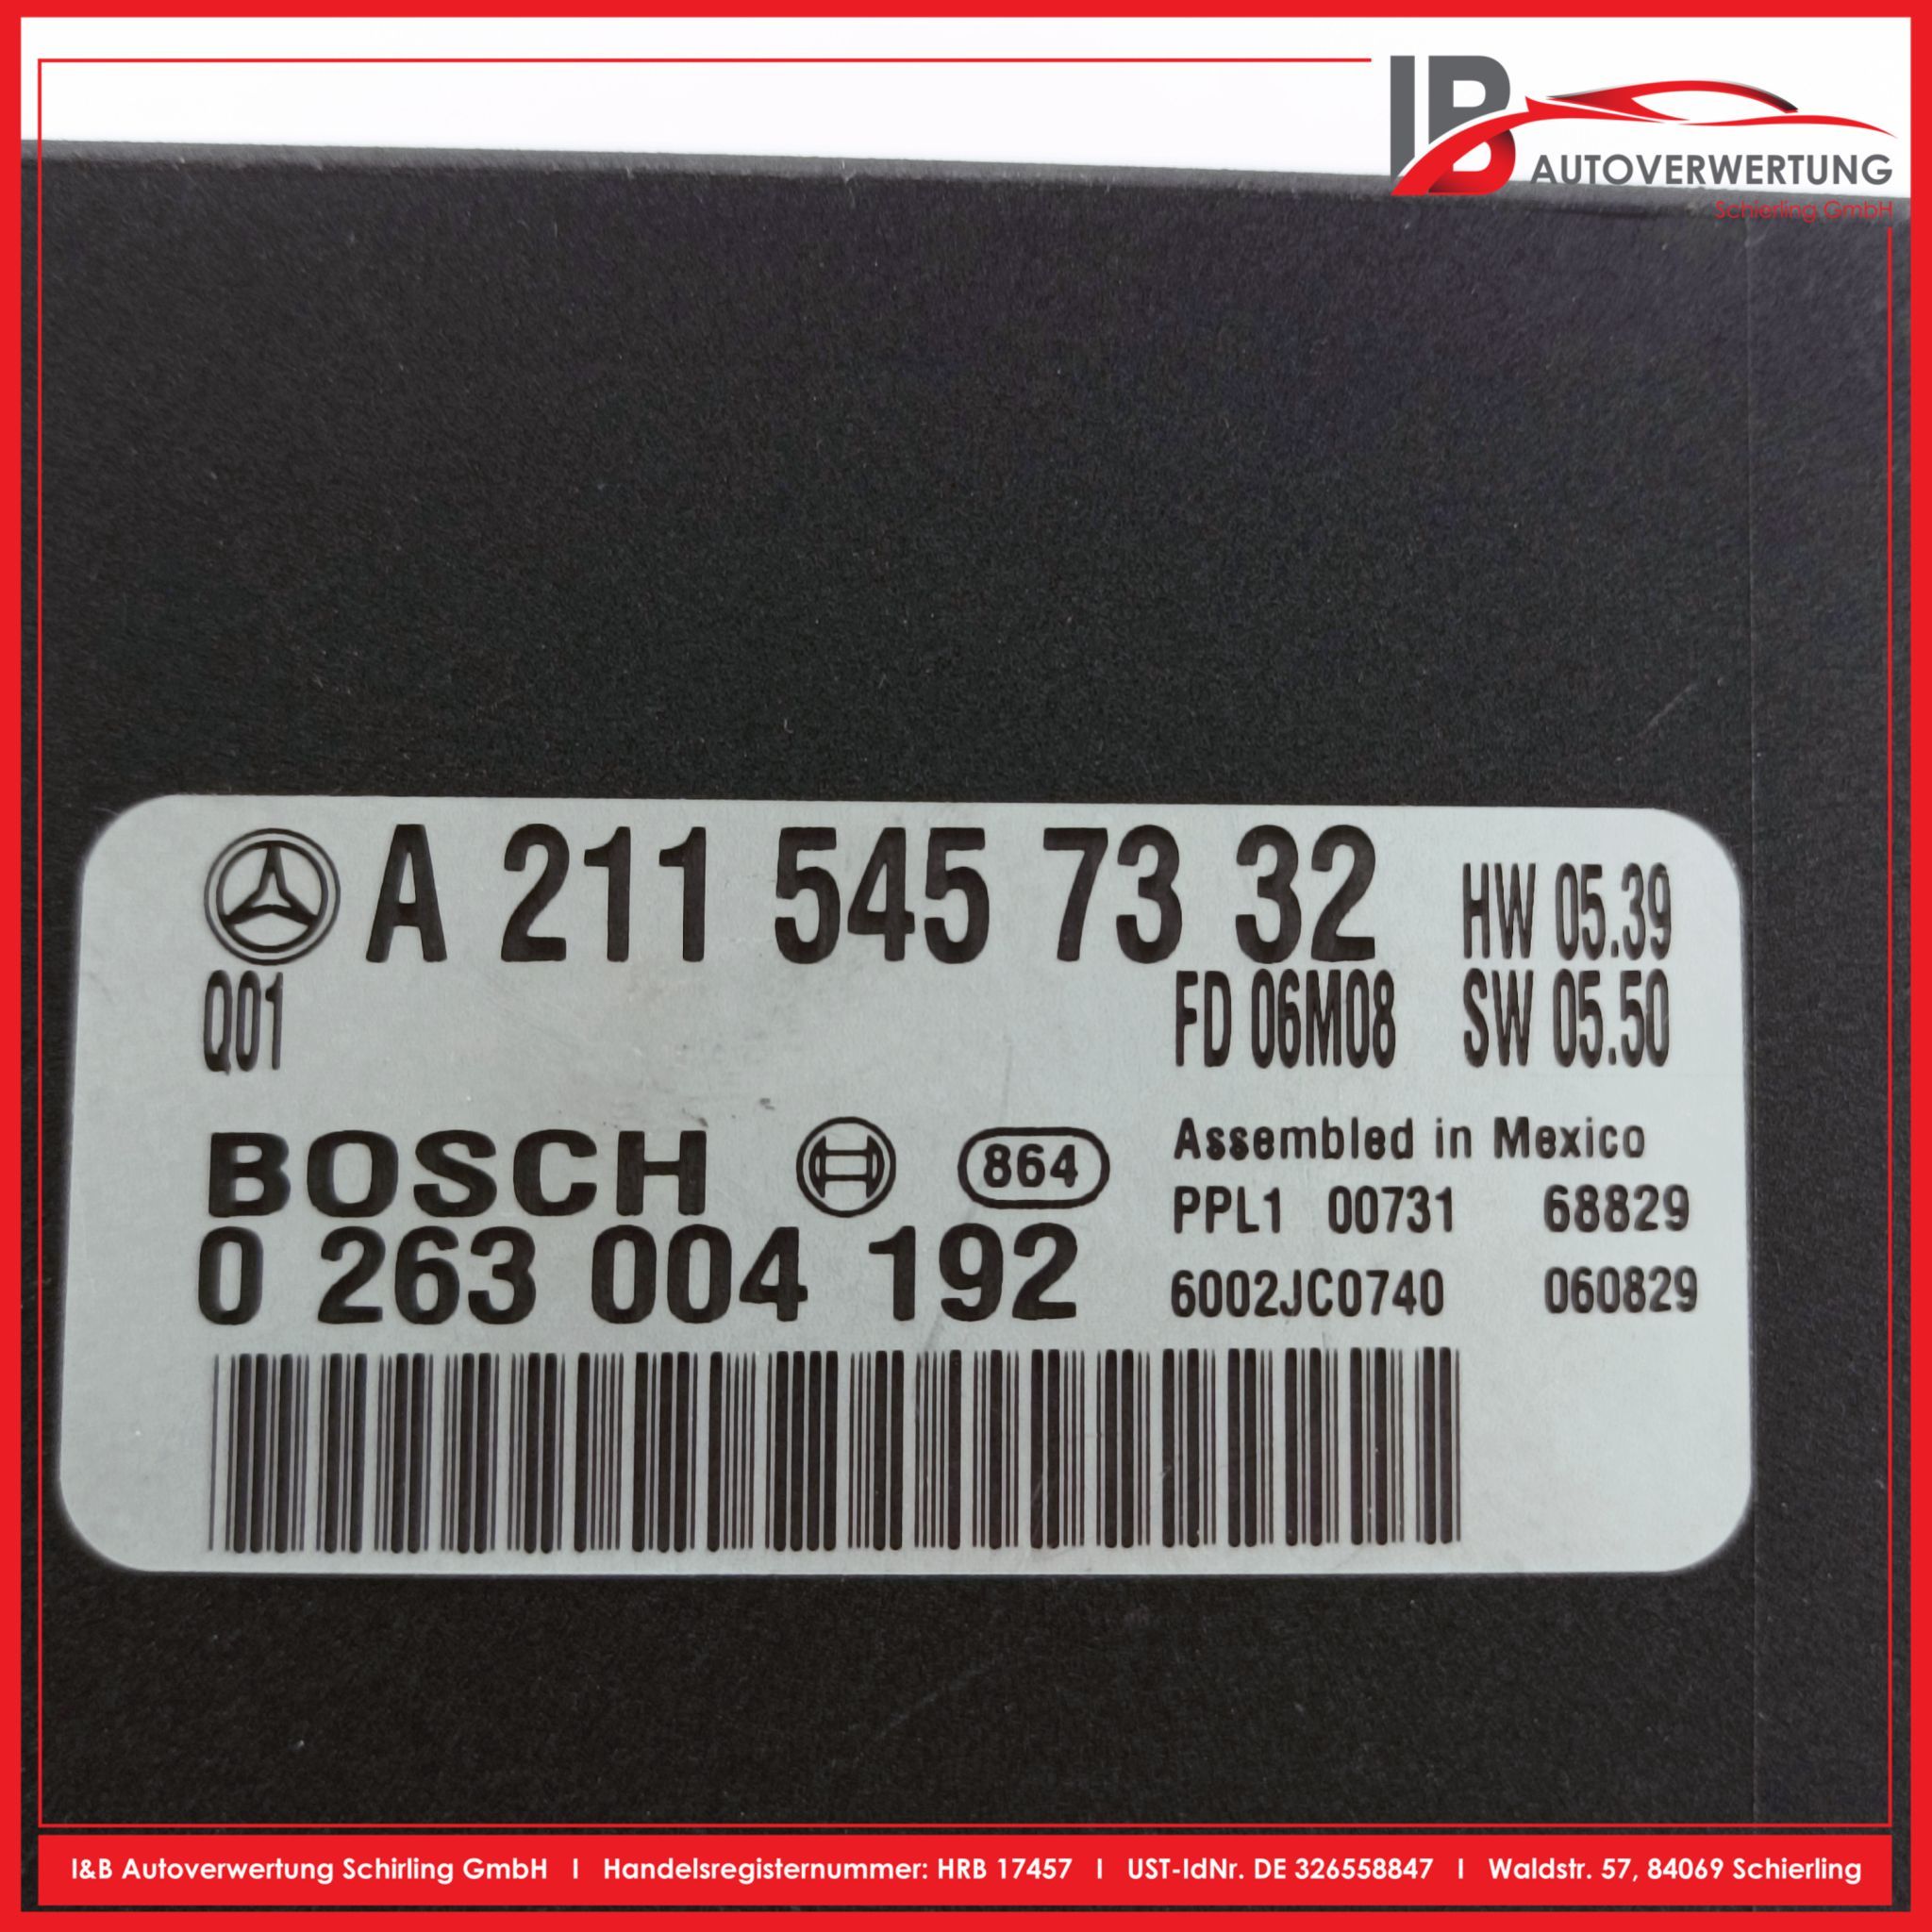 IB
AUTOVERWERTUNG
Schierling GmbH
A 211 545 73 32 HW 05.39
Q01 FD 06M08 SW 05.50
BOSCH 864 Assembled in Mexico
PPL1 00731 68829
0 263 004 192
6002JC0740 060829
I&B Autoverwertung Schirling GmbH I Handelsregisternummer: HRB 17457 I UST-IdNr. DE 326558847 I Waldstr. 57, 84069 Schierling